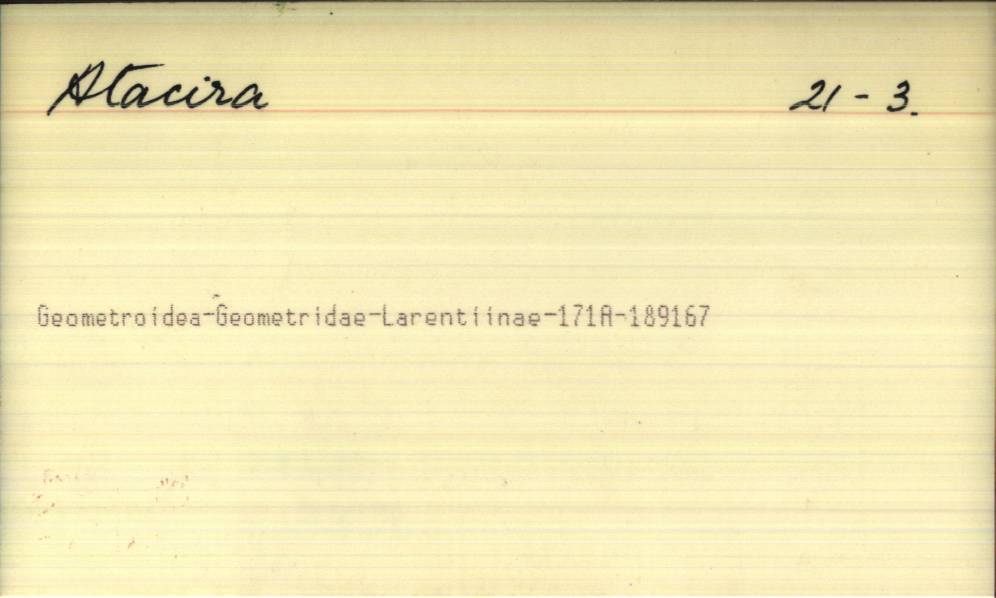 Atacira 21-3.
Geometroidea-Geometridae-Larentiinae-171A-189167